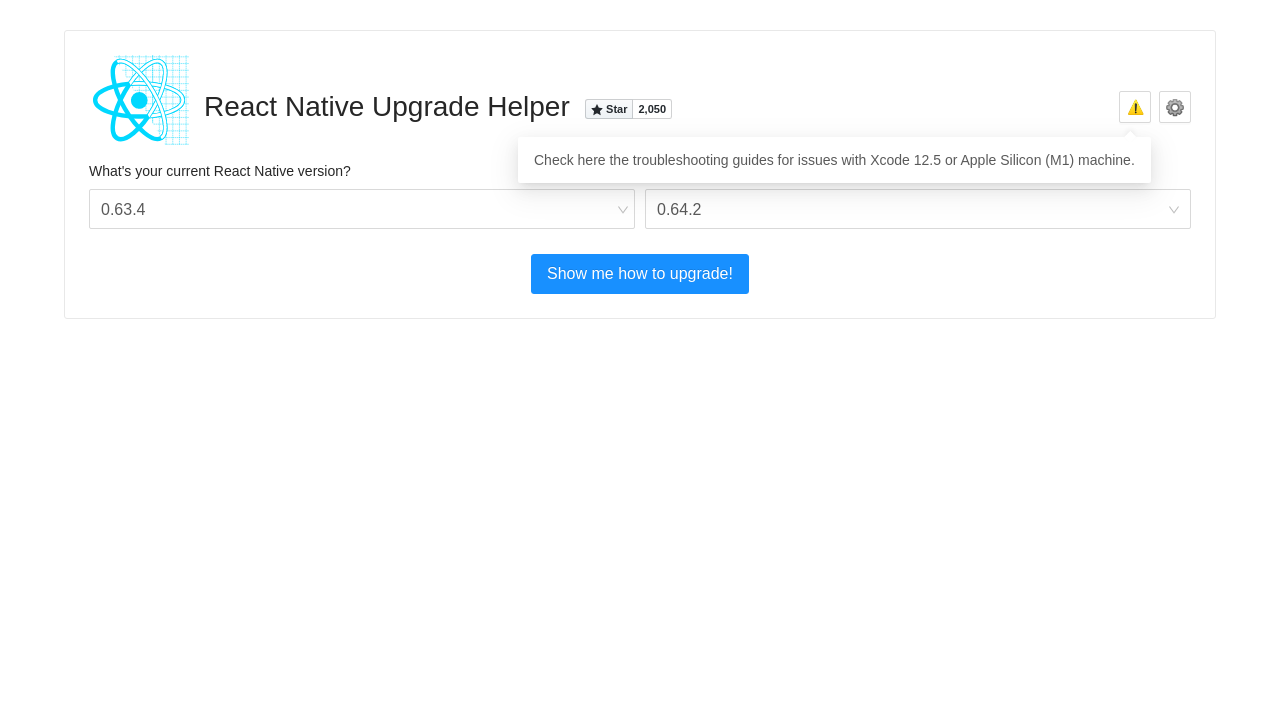 React Native Upgrade Helper
Star 2,050
Check here the troubleshooting guides for issues with Xcode 12.5 or Apple Silicon (M1) machine.
What's your current React Native version?
0.63.4
0.64.2
Show me how to upgrade!